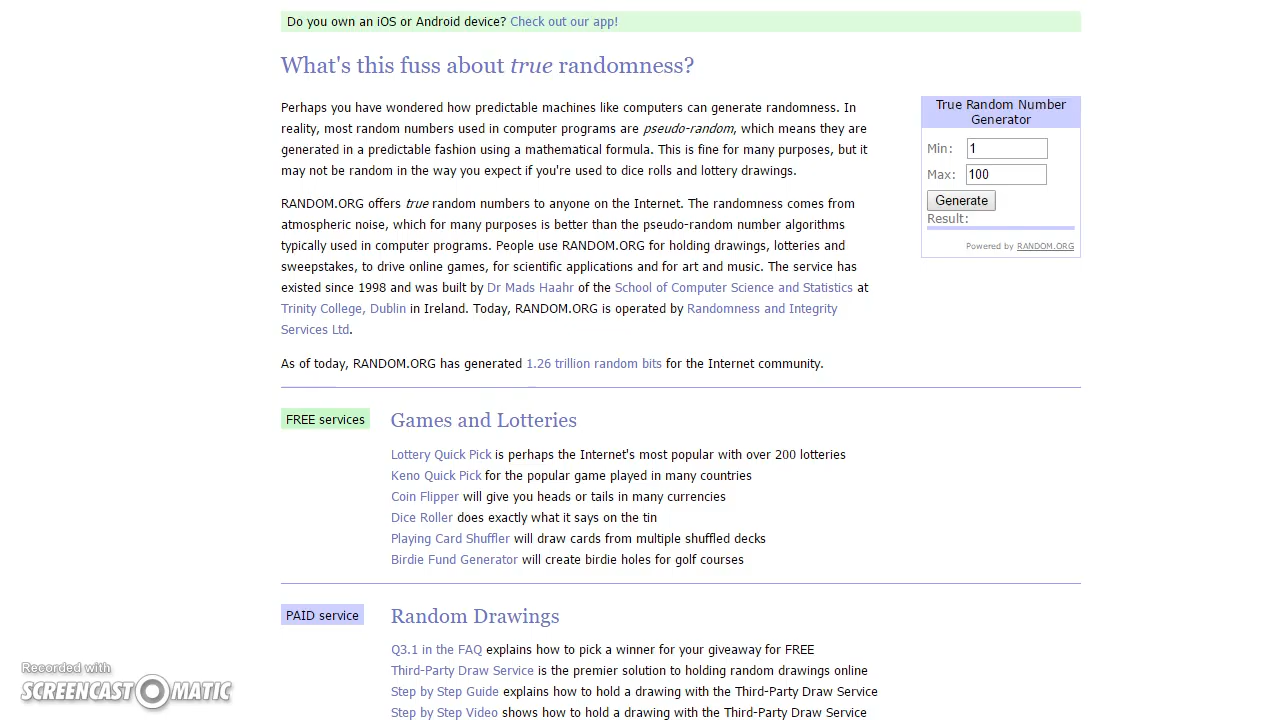 Do you own an iOS or Android device? Check out our app!
What's this fuss about true randomness?
Perhaps you have wondered how predictable machines like computers can generate randomness. In
reality, most random numbers used in computer programs are pseudo-random, which means they are
generated in a predictable fashion using a mathematical formula. This is fine for many purposes, but it
may not be random in the way you expect if you're used to dice rolls and lottery drawings.
RANDOM.ORG offers true random numbers to anyone on the Internet. The randomness comes from
atmospheric noise, which for many purposes is better than the pseudo-random number algorithms
typically used in computer programs. People use RANDOM.ORG for holding drawings, lotteries and
sweepstakes, to drive online games, for scientific applications and for art and music. The service has
existed since 1998 and was built by Dr Mads Haahr of the School of Computer Science and Statistics at
Trinity College, Dublin in Ireland. Today, RANDOM.ORG is operated by Randomness and Integrity
Services Ltd.
As of today, RANDOM.ORG has generated 1.26 trillion random bits for the Internet community.
True Random Number
Generator
Min: 1
Max: 100
Generate
Result:
Powered by RANDOM.ORG
FREE services
Games and Lotteries
Lottery Quick Pick is perhaps the Internet's most popular with over 200 lotteries
Keno Quick Pick for the popular game played in many countries
Coin Flipper will give you heads or tails in many currencies
Dice Roller does exactly what it says on the tin
Playing Card Shuffler will draw cards from multiple shuffled decks
Birdie Fund Generator will create birdie holes for golf courses
PAID service
Random Drawings
Q3.1 in the FAQ explains how to pick a winner for your giveaway for FREE
Third-Party Draw Service is the premier solution to holding random drawings online
Step by Step Guide explains how to hold a drawing with the Third-Party Draw Service
Step by Step Video shows how to hold a drawing with the Third-Party Draw Service
Recorded with
SCREENCAST-O-MATIC